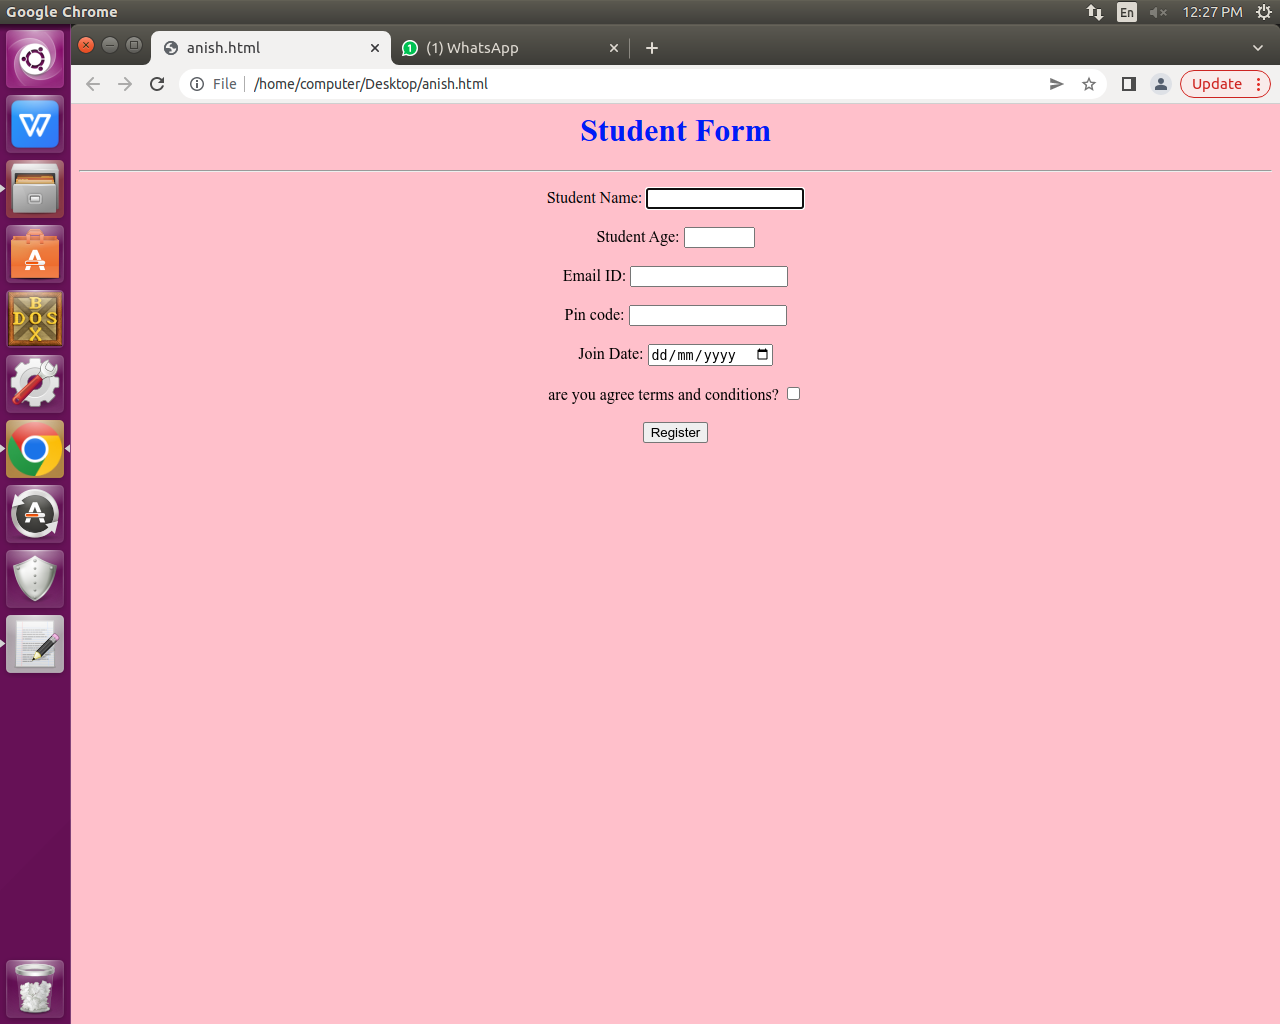 Google Chrome En 12:27 PM
anish.html (1) WhatsApp
File /home/computer/Desktop/anish.html Update
Student Form
Student Name:
Student Age:
Email ID:
Pin code:
Join Date: dd/mm/yyyy
are you agree terms and conditions?
Register
DOS BOX